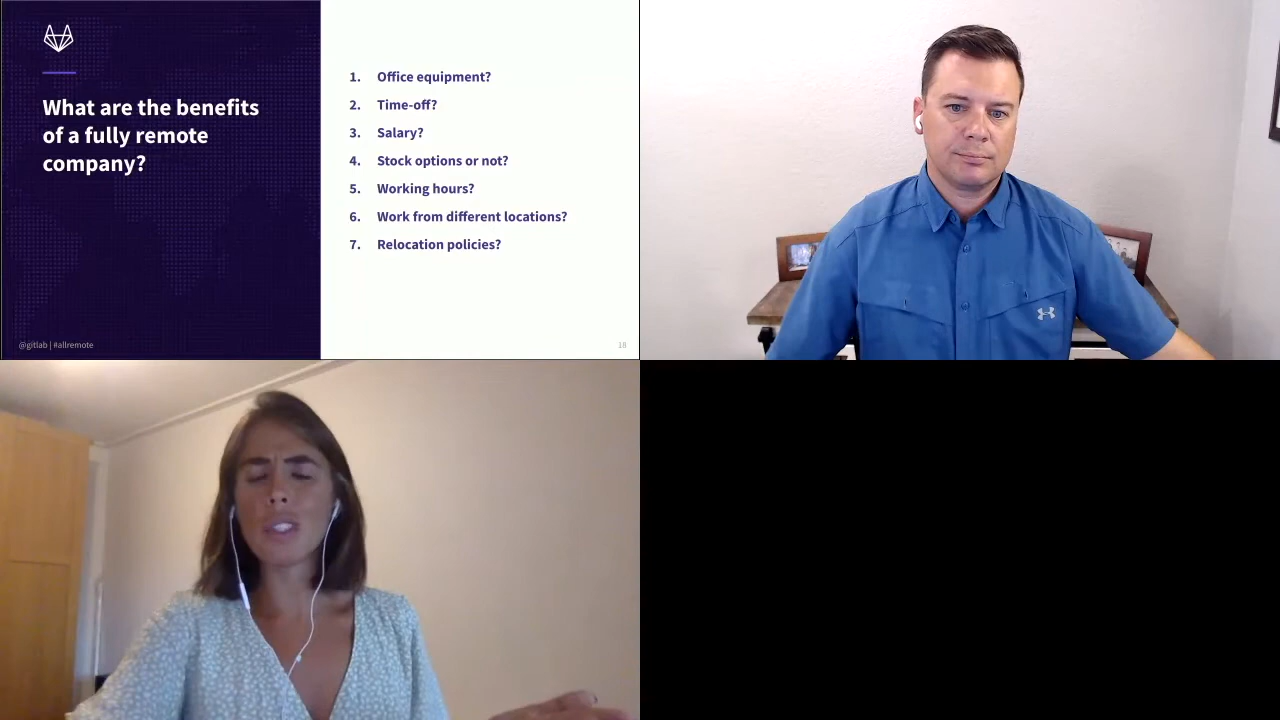 What are the benefits
of a fully remote
company?
1. Office equipment?
2. Time-off?
3. Salary?
4. Stock options or not?
5. Working hours?
6. Work from different locations?
7. Relocation policies?
@gitlab | #allremote
18